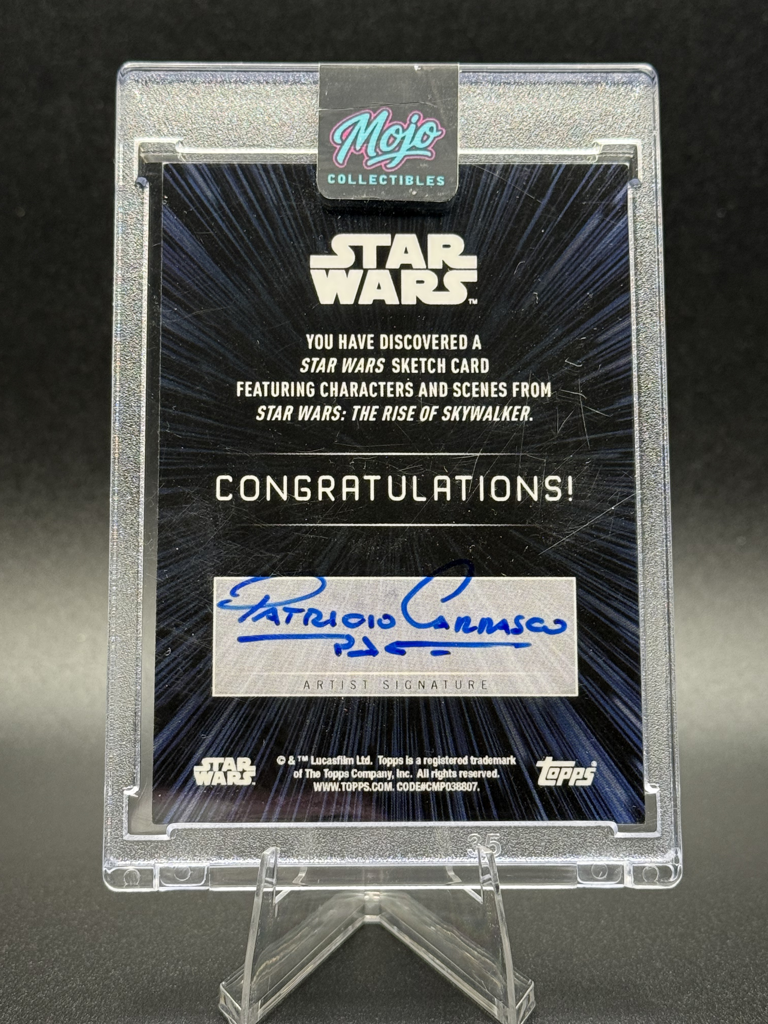 Mojo
COLLECTIBLES
STAR
WARS™
YOU HAVE DISCOVERED A
STAR WARS SKETCH CARD
FEATURING CHARACTERS AND SCENES FROM
STAR WARS: THE RISE OF SKYWALKER.
CONGRATULATIONS!
PATRICIO CARRASCO
ARTIST SIGNATURE
STAR
WARS
© & ™ Lucasfilm Ltd. Topps is a registered trademark
of The Topps Company, Inc. All rights reserved.
WWW.TOPPS.COM. CODE#CMP036807.
TOPPS®
35